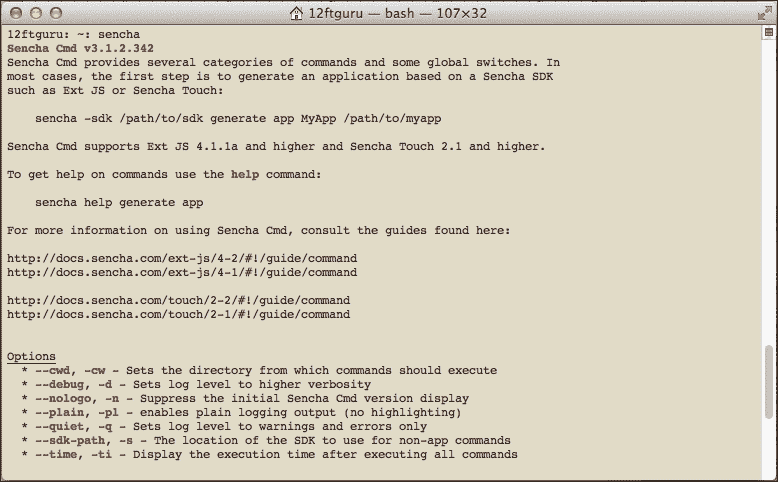 12ftguru — bash — 107×32
12ftguru: ~: sencha
Sencha Cmd v3.1.2.342
Sencha Cmd provides several categories of commands and some global switches. In
most cases, the first step is to generate an application based on a Sencha SDK
such as Ext JS or Sencha Touch:
sencha -sdk /path/to/sdk generate app MyApp /path/to/myapp
Sencha Cmd supports Ext JS 4.1.1a and higher and Sencha Touch 2.1 and higher.
To get help on commands use the help command:
sencha help generate app
For more information on using Sencha Cmd, consult the guides found here:
http://docs.sencha.com/ext-js/4-2/#!/guide/command
http://docs.sencha.com/ext-js/4-1/#!/guide/command
http://docs.sencha.com/touch/2-2/#!/guide/command
http://docs.sencha.com/touch/2-1/#!/guide/command
Options
* --cwd, -cw - Sets the directory from which commands should execute
* --debug, -d - Sets log level to higher verbosity
* --nologo, -n - Suppress the initial Sencha Cmd version display
* --plain, -pl - enables plain logging output (no highlighting)
* --quiet, -q - Sets log level to warnings and errors only
* --sdk-path, -s - The location of the SDK to use for non-app commands
* --time, -ti - Display the execution time after executing all commands